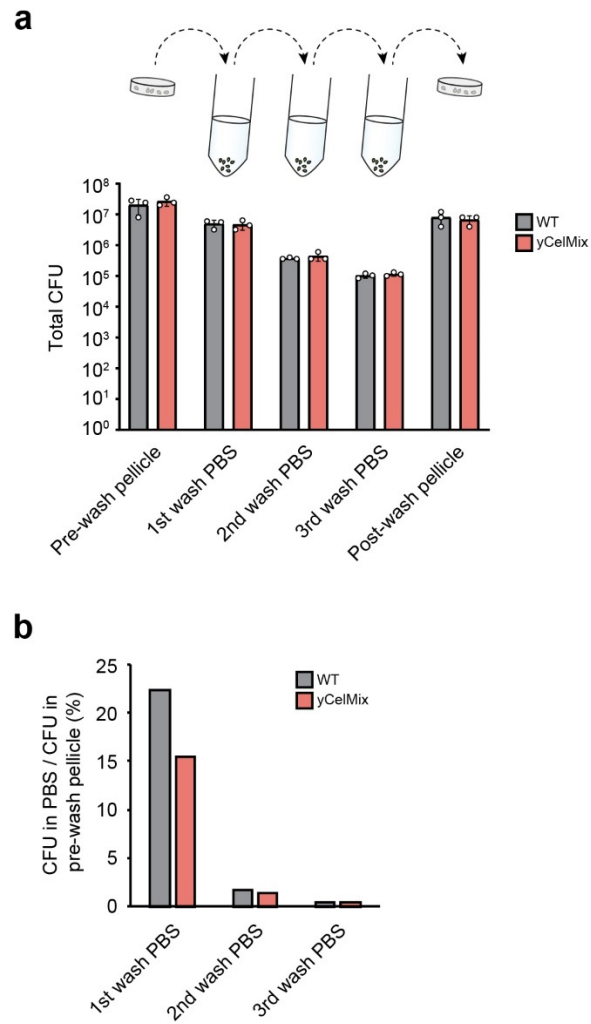 a
10⁸
10⁷
10⁶
10⁵
10⁴
10³
10²
10¹
10⁰
Total CFU
WT
yCelMix
Pre-wash pellicle
1st wash PBS
2nd wash PBS
3rd wash PBS
Post-wash pellicle
b
25
20
15
10
5
0
CFU in PBS / CFU in
pre-wash pellicle (%)
WT
yCelMix
1st wash PBS
2nd wash PBS
3rd wash PBS